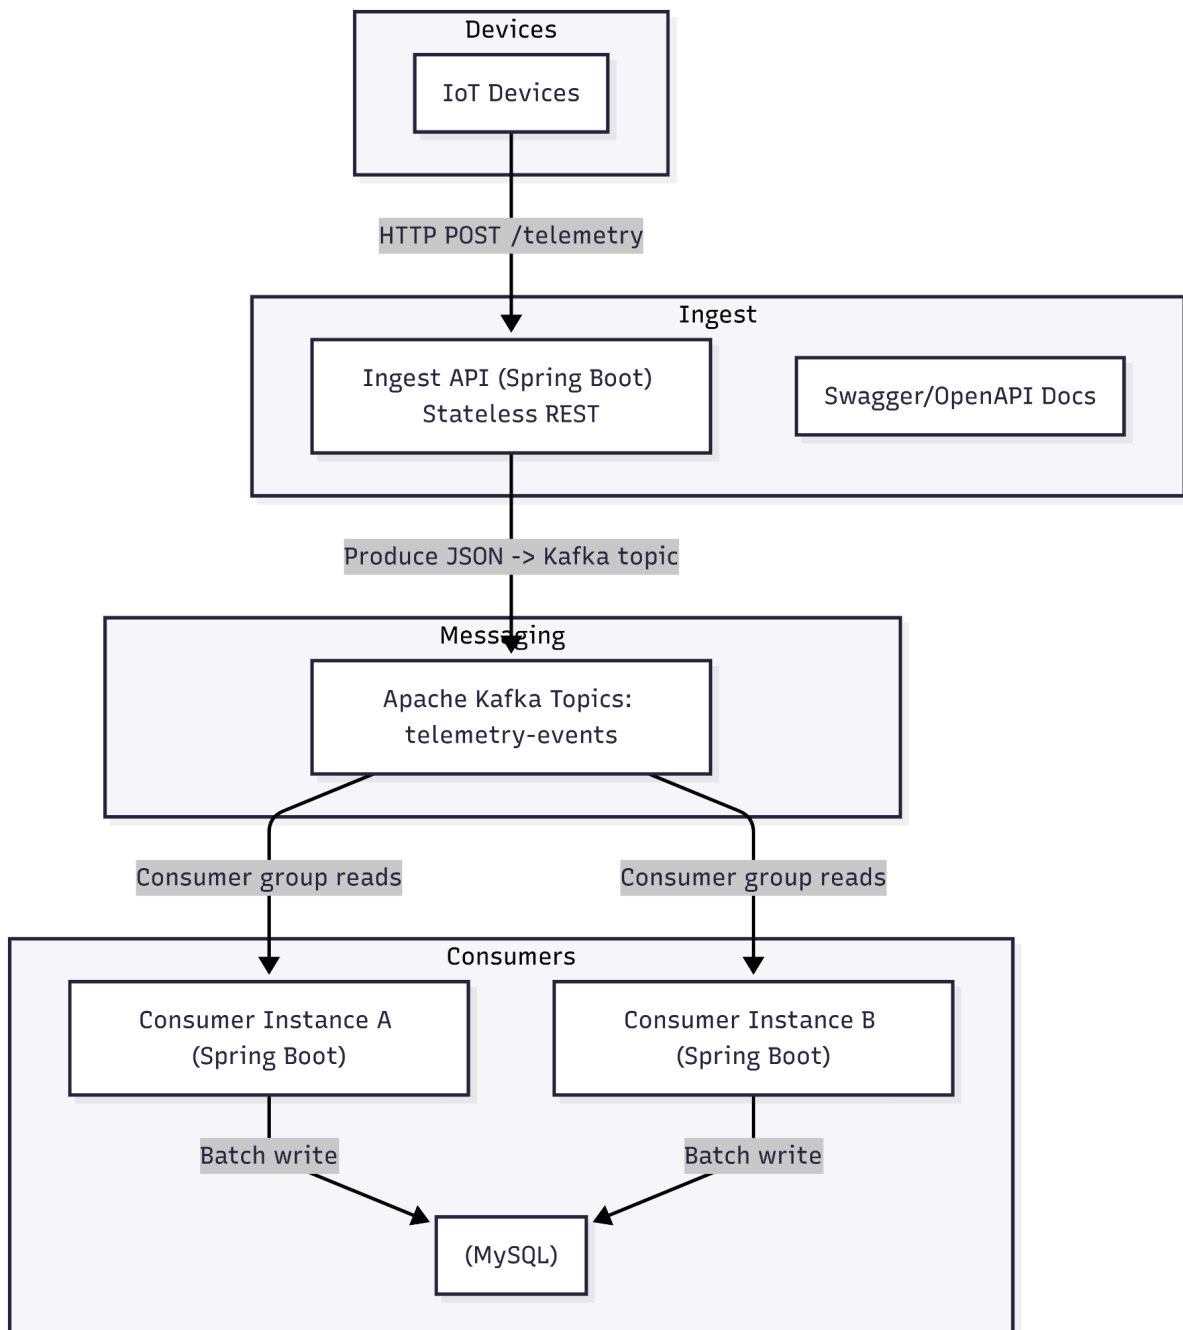 Devices
IoT Devices
HTTP POST /telemetry
Ingest
Ingest API (Spring Boot)
Stateless REST
Swagger/OpenAPI Docs
Produce JSON -> Kafka topic
Messaging
Apache Kafka Topics:
telemetry-events
Consumer group reads
Consumer group reads
Consumers
Consumer Instance A
(Spring Boot)
Consumer Instance B
(Spring Boot)
Batch write
Batch write
(MySQL)